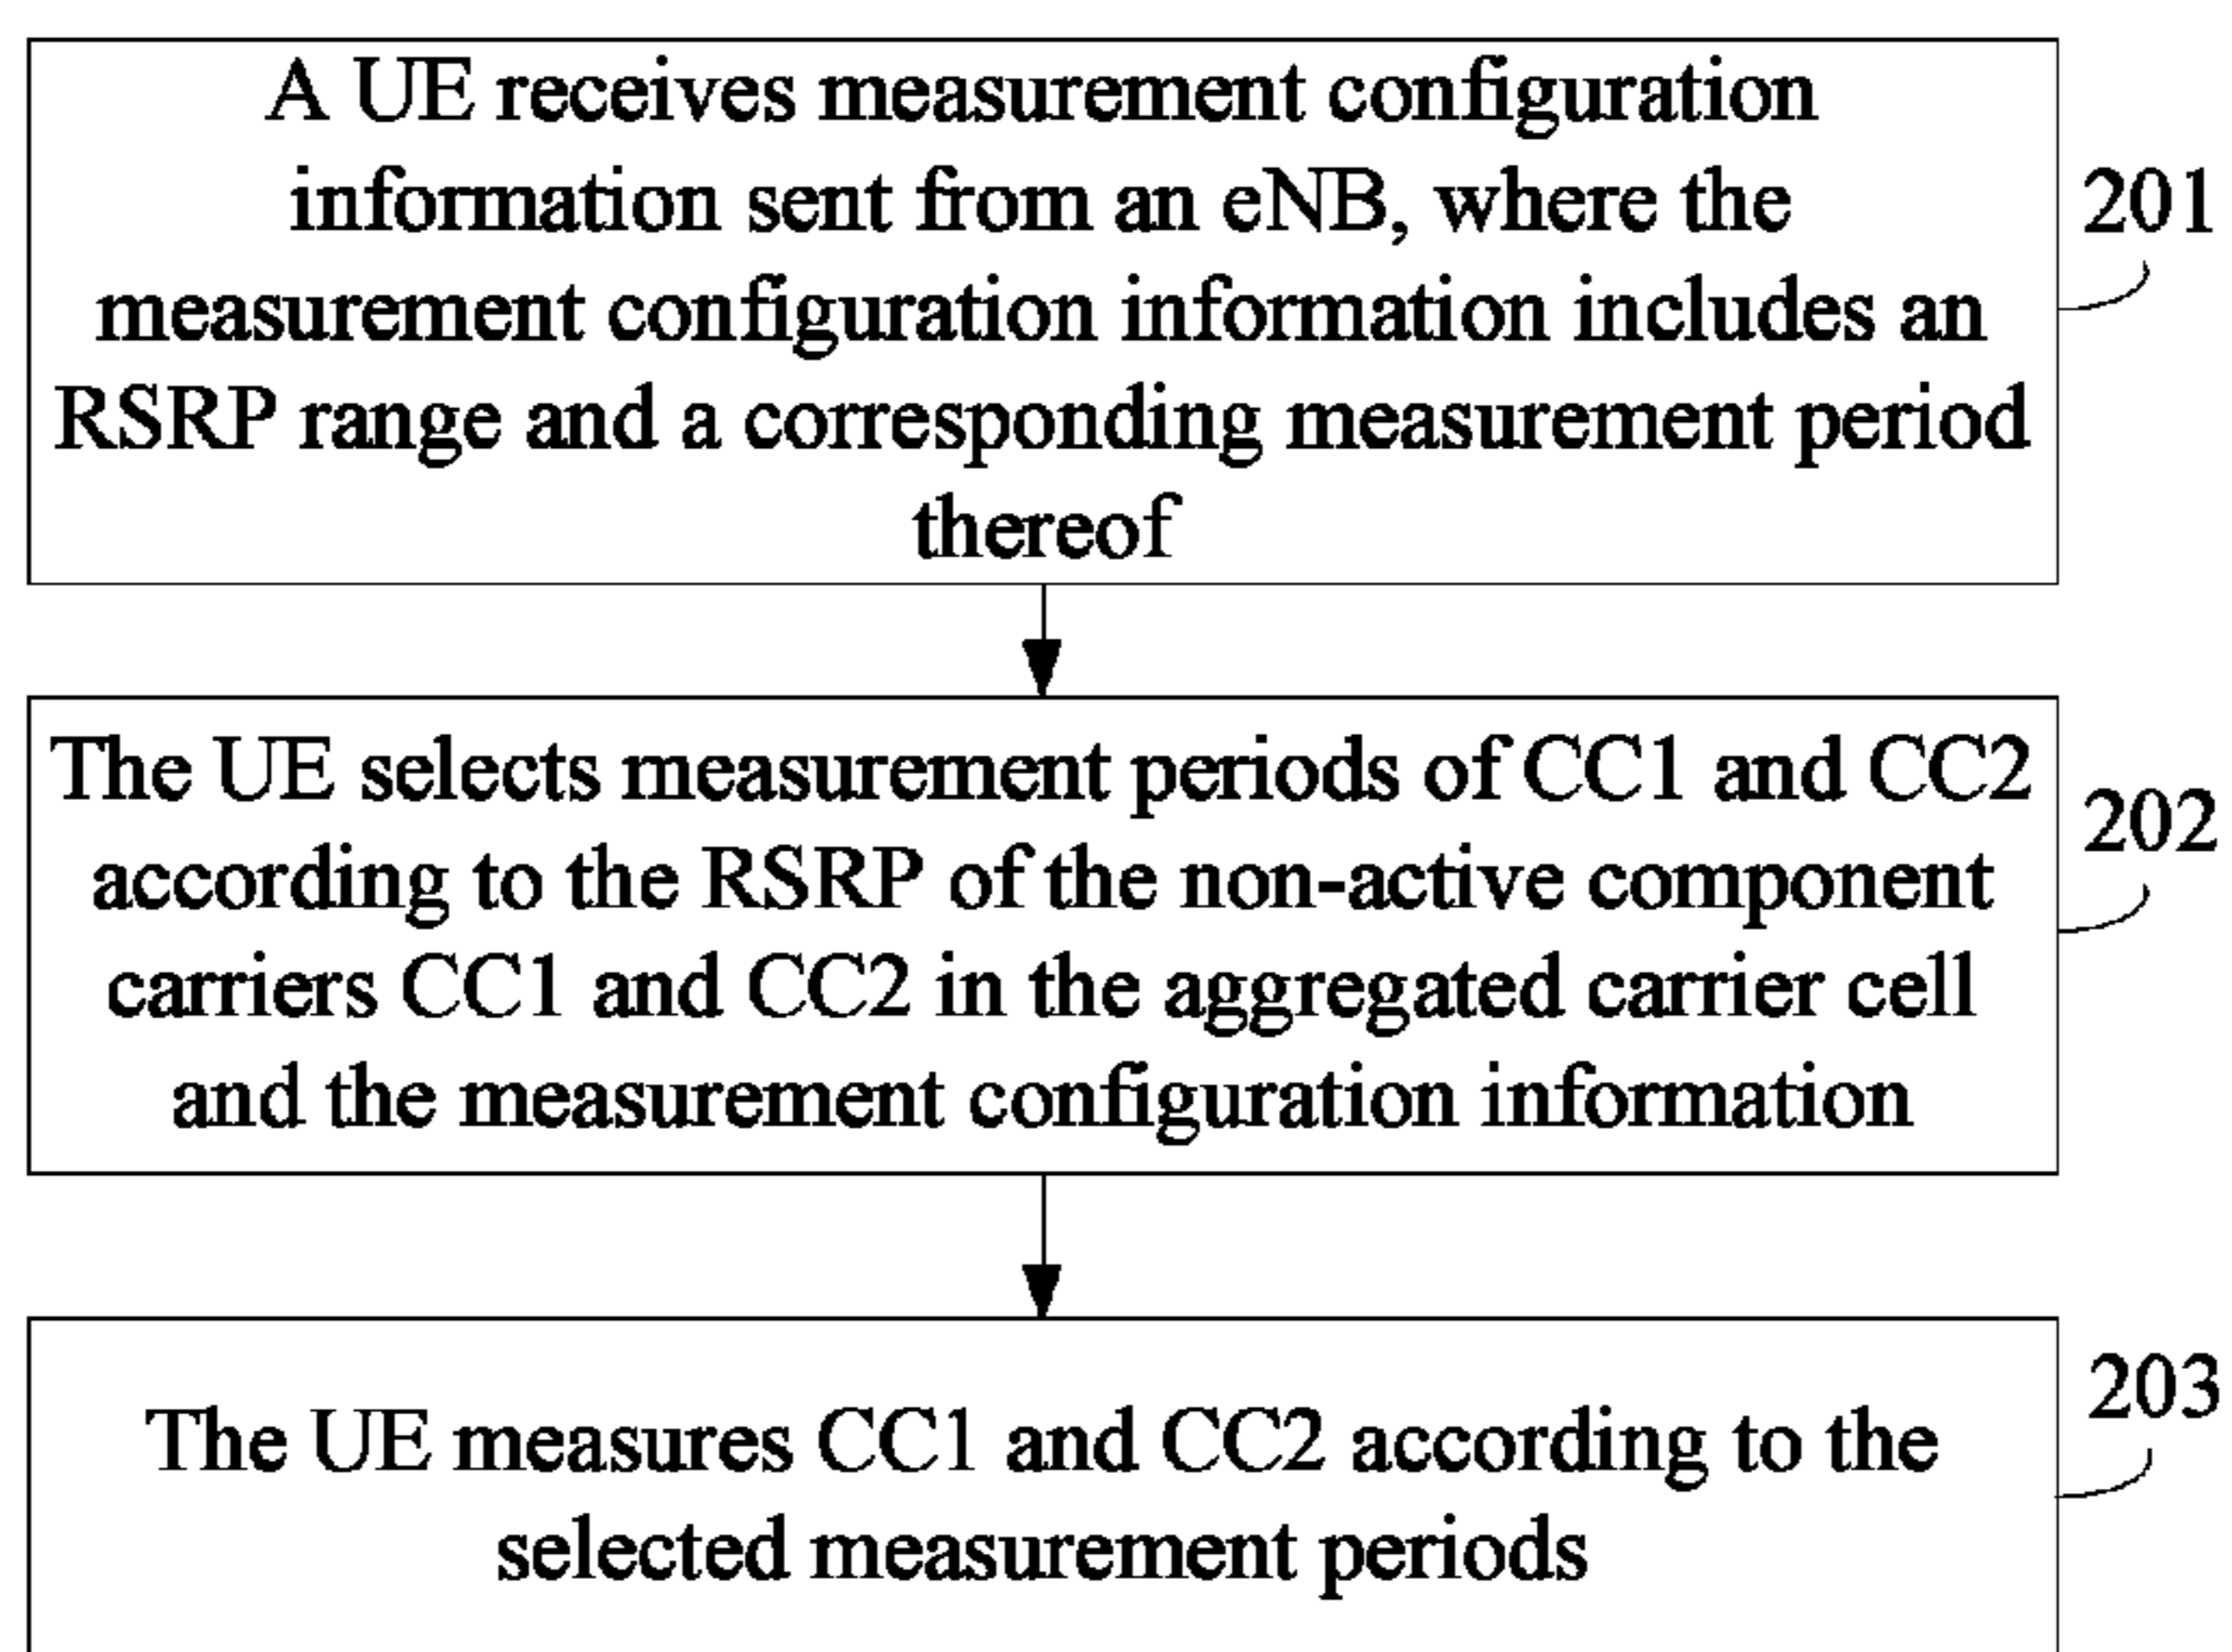 A UE receives measurement configuration
information sent from an eNB, where the
measurement configuration information includes an
RSRP range and a corresponding measurement period
thereof
201
The UE selects measurement periods of CC1 and CC2
according to the RSRP of the non-active component
carriers CC1 and CC2 in the aggregated carrier cell
and the measurement configuration information
202
The UE measures CC1 and CC2 according to the
selected measurement periods
203